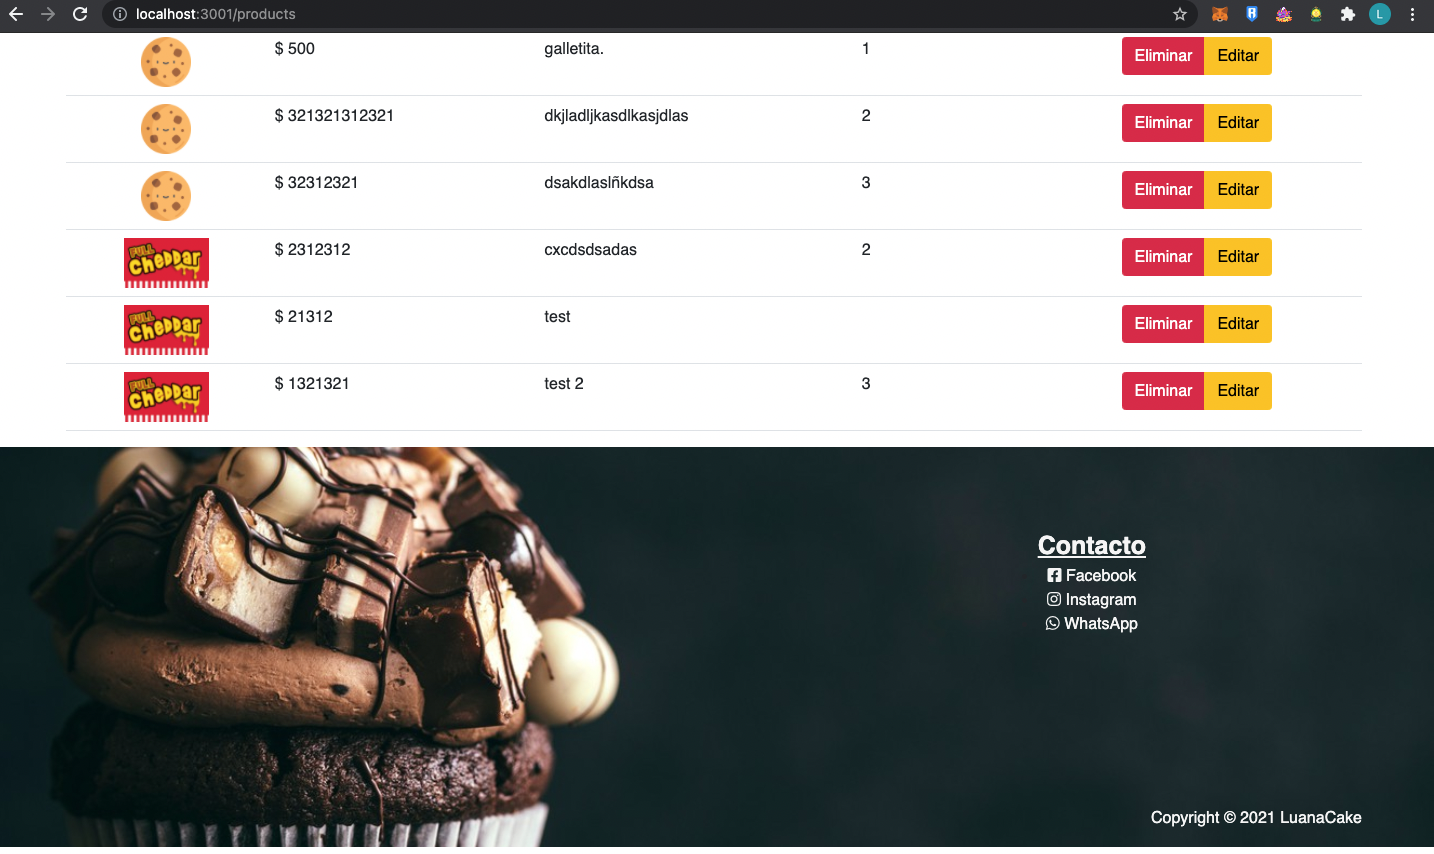 localhost:3001/products
$ 500 galletita. 1 Eliminar Editar
$ 321321312321 dkjladljkasdlkasjdlas 2 Eliminar Editar
$ 32312321 dsakdlaslñkdsa 3 Eliminar Editar
FULL CHEDDAR $ 2312312 cxcdsdsadas 2 Eliminar Editar
FULL CHEDDAR $ 21312 test Eliminar Editar
FULL CHEDDAR $ 1321321 test 2 3 Eliminar Editar
Contacto
Facebook
Instagram
WhatsApp
Copyright © 2021 LuanaCake
L